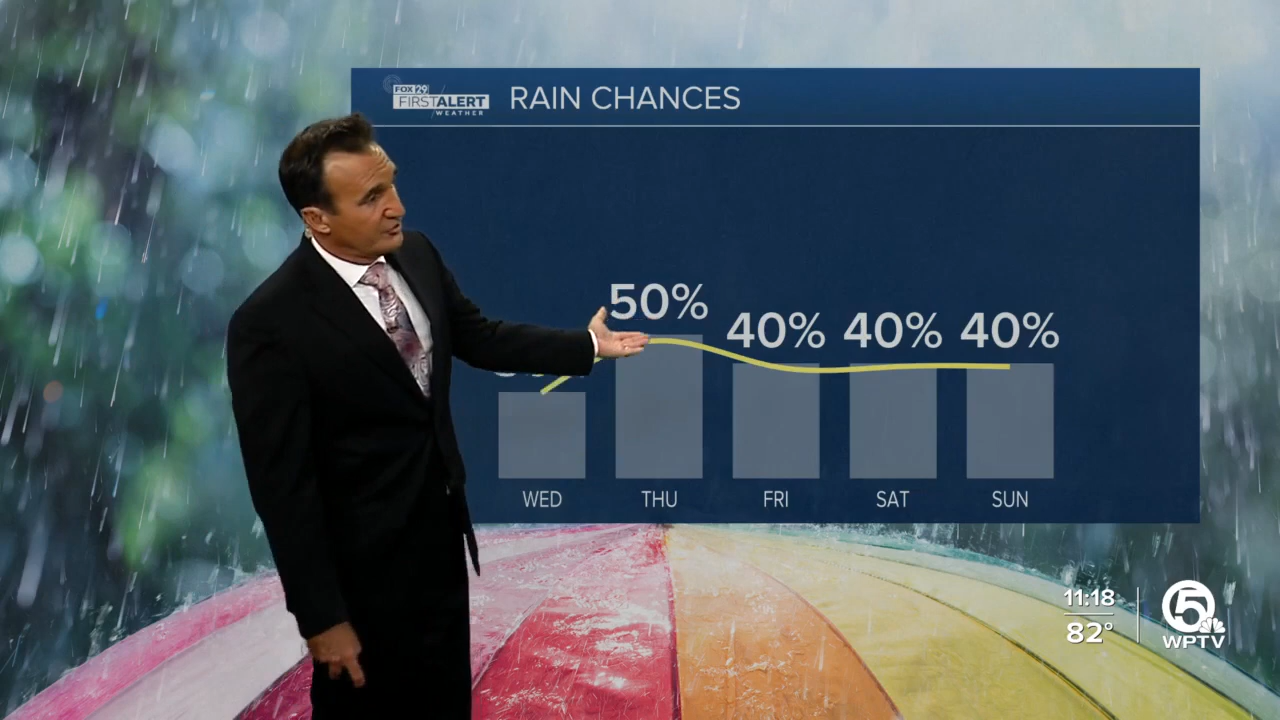 FOX 29
FIRST ALERT
WEATHER
RAIN CHANCES
50%
40% 40% 40%
WED THU FRI SAT SUN
11:18
82°
5
WPTV